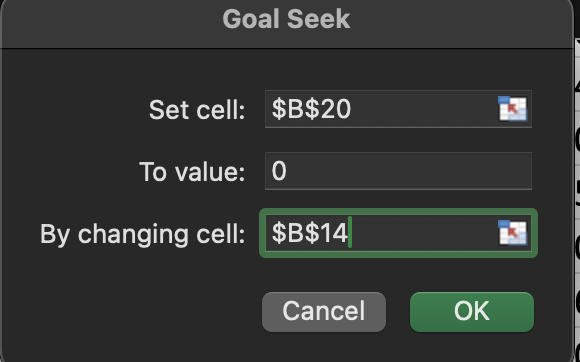 Goal Seek
Set cell: $B$20
To value: 0
By changing cell: $B$14
Cancel OK